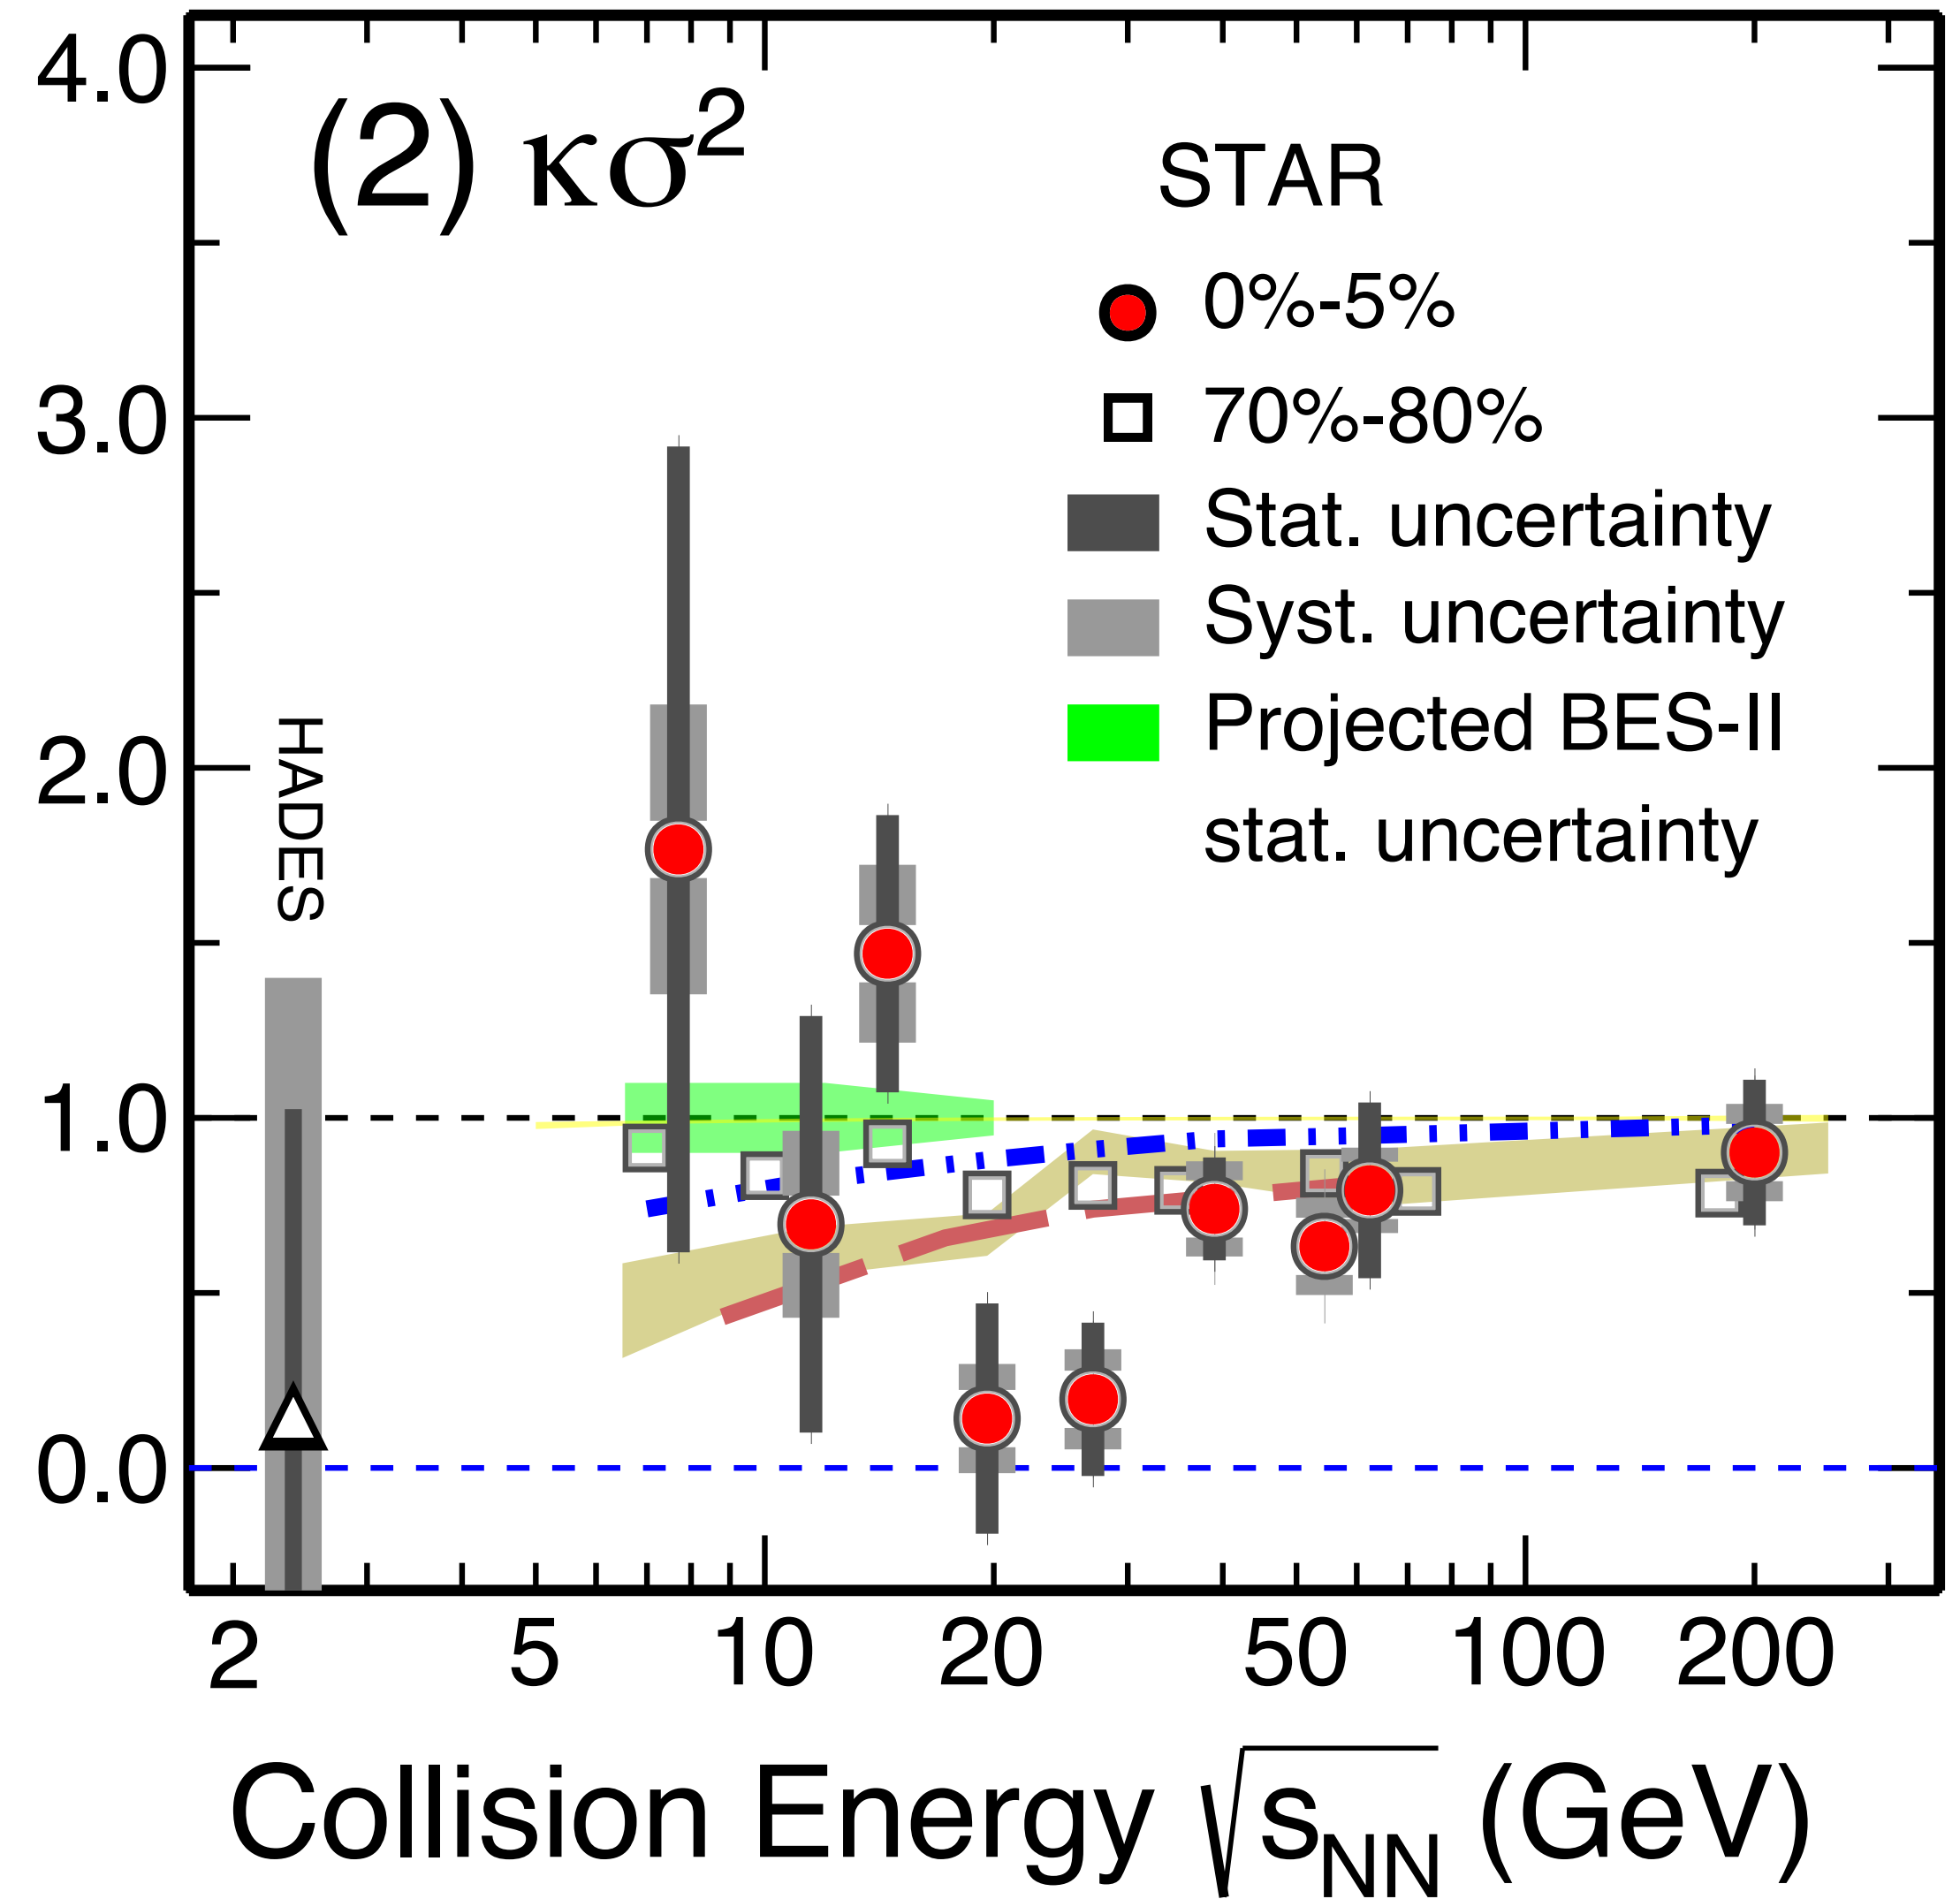 4.0
3.0
2.0
1.0
0.0
(2) κσ²
STAR
0%-5%
70%-80%
Stat. uncertainty
Syst. uncertainty
Projected BES-II
stat. uncertainty
HADES
2 5 10 20 50 100 200
Collision Energy √sNN (GeV)